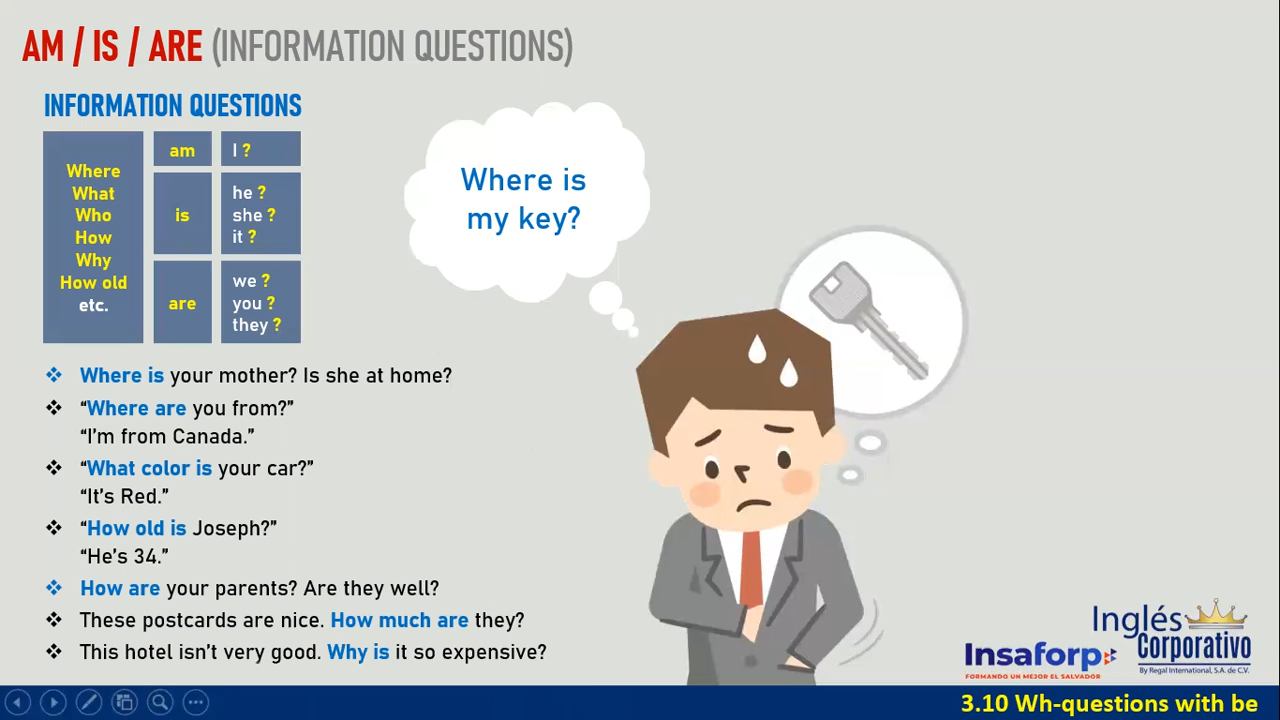 AM / IS / ARE (INFORMATION QUESTIONS)
INFORMATION QUESTIONS
Where
What
Who
How
Why
How old
etc.
am
I ?
is
he ?
she ?
it ?
are
we ?
you ?
they ?
Where is
my key?
Where is your mother? Is she at home?
“Where are you from?”
“I’m from Canada.”
“What color is your car?”
“It’s Red.”
“How old is Joseph?”
“He’s 34.”
How are your parents? Are they well?
These postcards are nice. How much are they?
This hotel isn’t very good. Why is it so expensive?
Insaforp
FORMANDO UN MEJOR EL SALVADOR
Inglés
Corporativo
By Regal International, S.A. de C.V.
3.10 Wh-questions with be